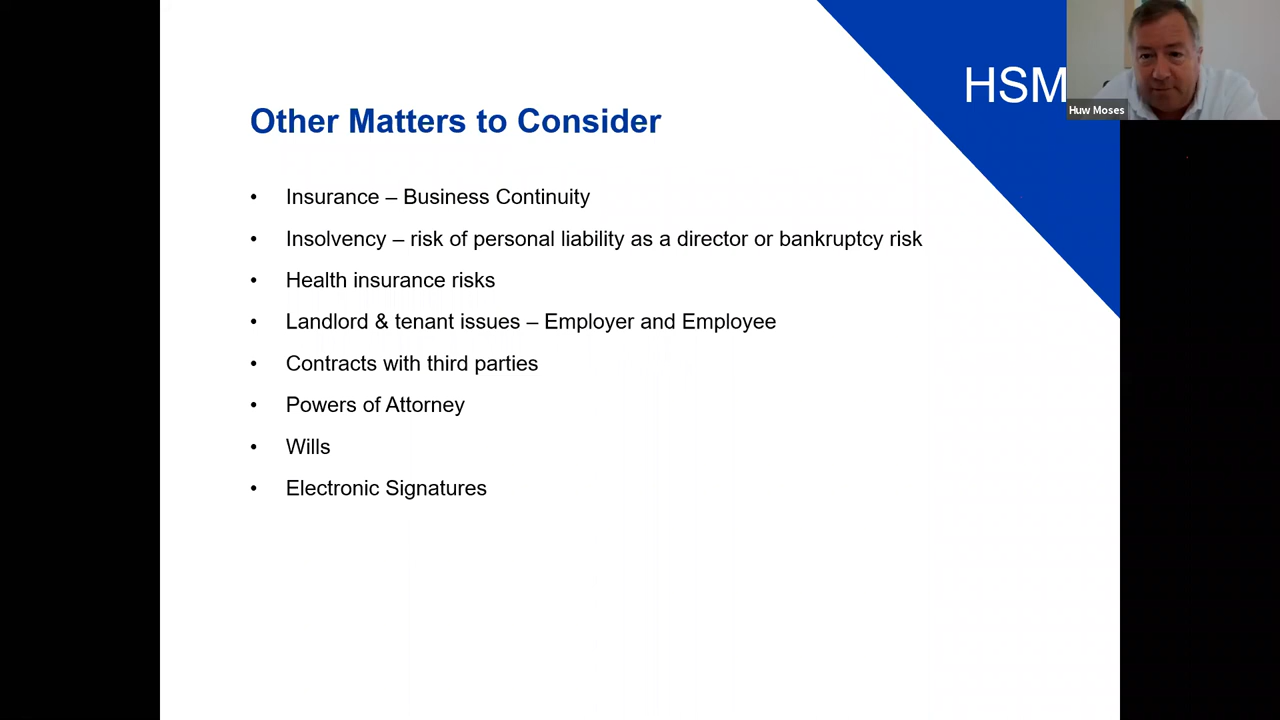 HSM
Huw Moses
Other Matters to Consider
• Insurance – Business Continuity
• Insolvency – risk of personal liability as a director or bankruptcy risk
• Health insurance risks
• Landlord & tenant issues – Employer and Employee
• Contracts with third parties
• Powers of Attorney
• Wills
• Electronic Signatures